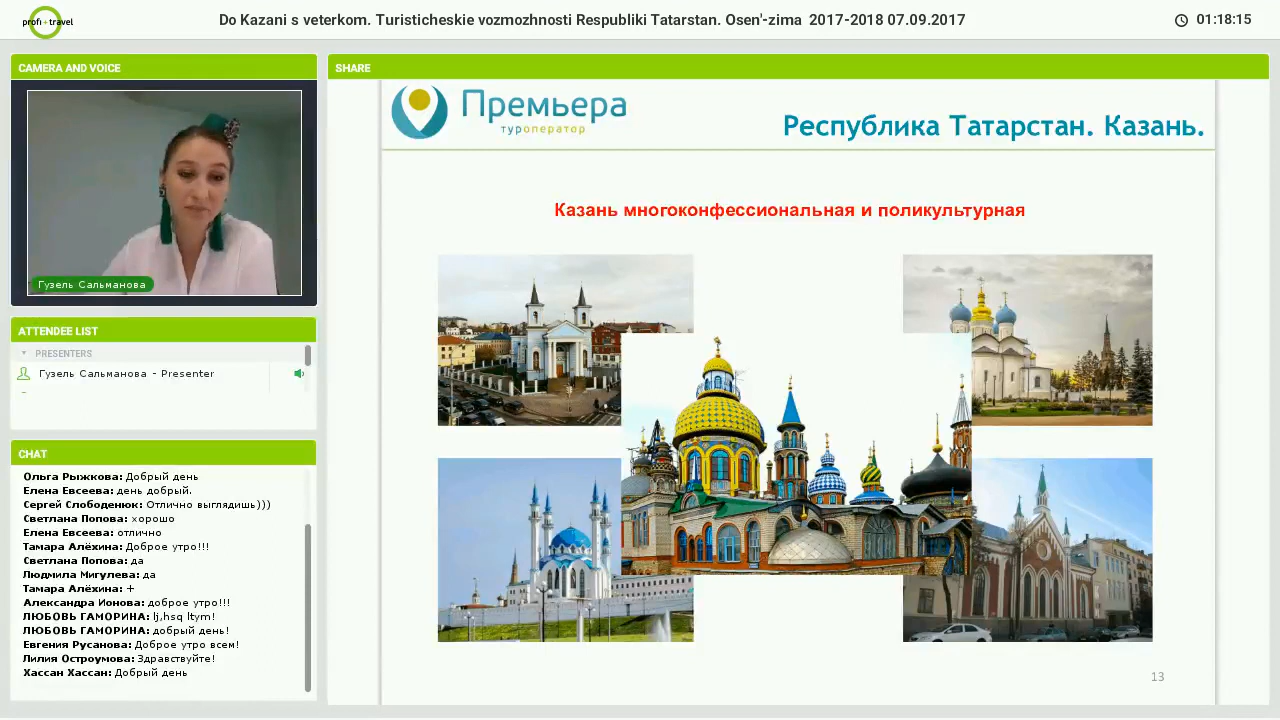 profi+travel
Do Kazani s veterkom. Turisticheskie vozmozhnosti Respubliki Tatarstan. Osen'-zima 2017-2018 07.09.2017
01:18:15
CAMERA AND VOICE
Гузель Сальманова
ATTENDEE LIST
PRESENTERS
Гузель Сальманова - Presenter
-
CHAT
Ольга Рыжкова: Добрый день
Елена Евсеева: день добрый.
Сергей Слободенюк: Отлично выглядишь)))
Светлана Попова: хорошо
Елена Евсеева: отлично
Тамара Алёхина: Доброе утро!!!
Светлана Попова: да
Людмила Мигулева: да
Тамара Алёхина: +
Александра Ионова: доброе утро!!!
ЛЮБОВЬ ГАМОРИНА: lj,hsq ltym!
ЛЮБОВЬ ГАМОРИНА: добрый день!
Евгения Русанова: Доброе утро всем!
Лилия Остроумова: Здравствуйте!
Хассан Хассан: Добрый день
SHARE
Премьера
туроператор
Республика Татарстан. Казань.
Казань многоконфессиональная и поликультурная
13